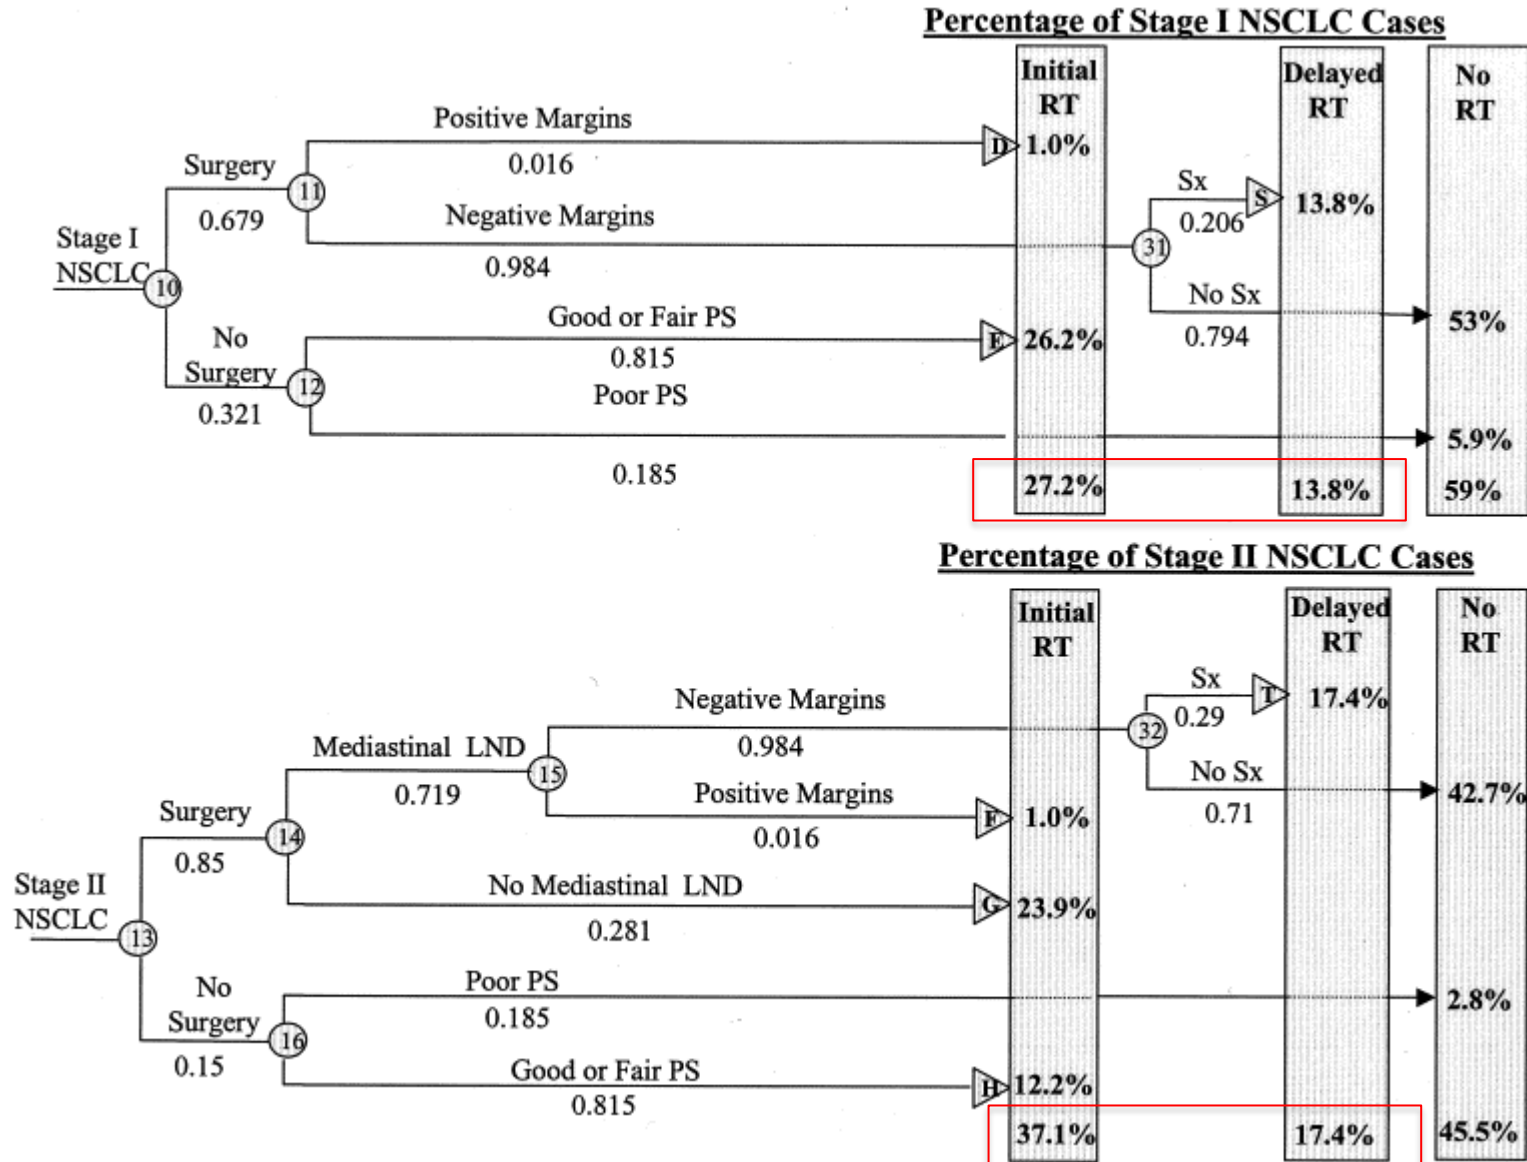 Percentage of Stage I NSCLC Cases
Initial
RT
Delayed
RT
No
RT
Positive Margins
D
1.0%
0.016
Surgery
11
0.679
Sx
S
13.8%
0.206
Negative Margins
31
0.984
Stage I
NSCLC
10
No Sx
53%
0.794
Good or Fair PS
E
26.2%
0.815
No
Surgery
12
0.321
Poor PS
5.9%
0.185
27.2%
13.8%
59%
Percentage of Stage II NSCLC Cases
Initial
RT
Delayed
RT
No
RT
Sx
T
17.4%
0.29
Negative Margins
32
0.984
Mediastinal LND
15
0.719
No Sx
42.7%
0.71
Positive Margins
F
1.0%
0.016
Surgery
14
0.85
No Mediastinal LND
G
23.9%
0.281
Stage II
NSCLC
13
Poor PS
2.8%
0.185
No
Surgery
16
0.15
Good or Fair PS
H
12.2%
0.815
37.1%
17.4%
45.5%